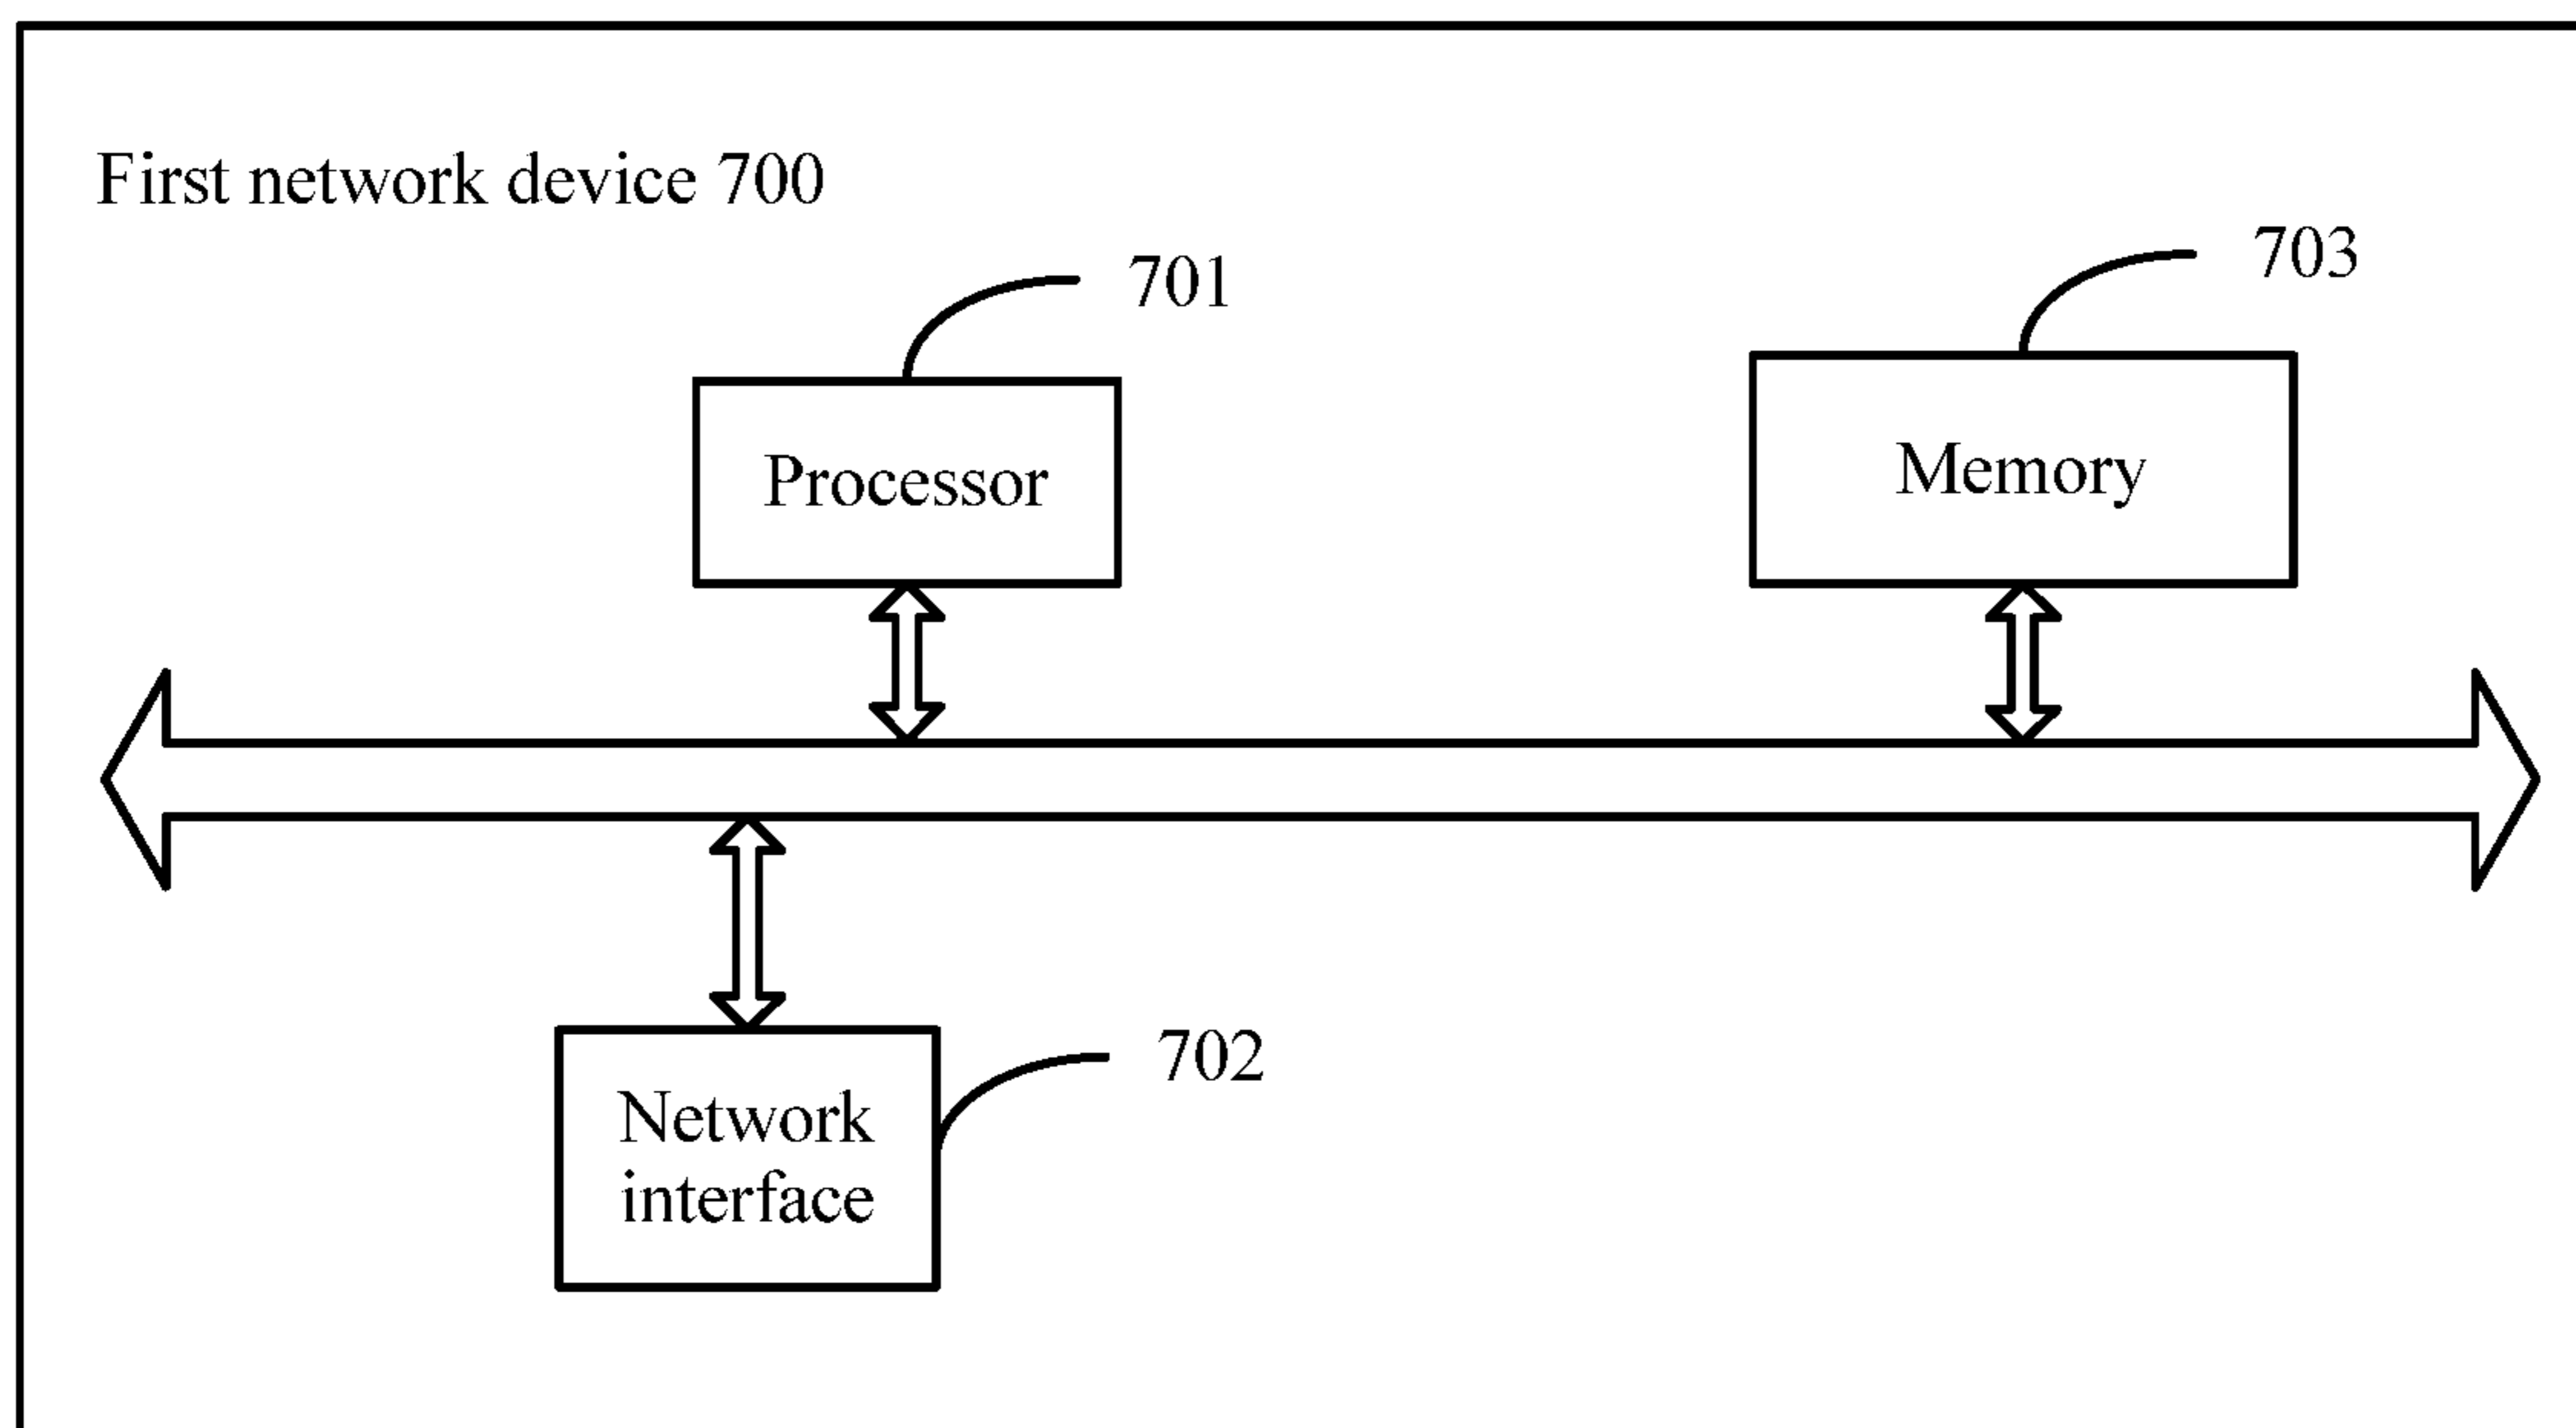 First network device 700
701
703
Processor
Memory
702
Network
interface